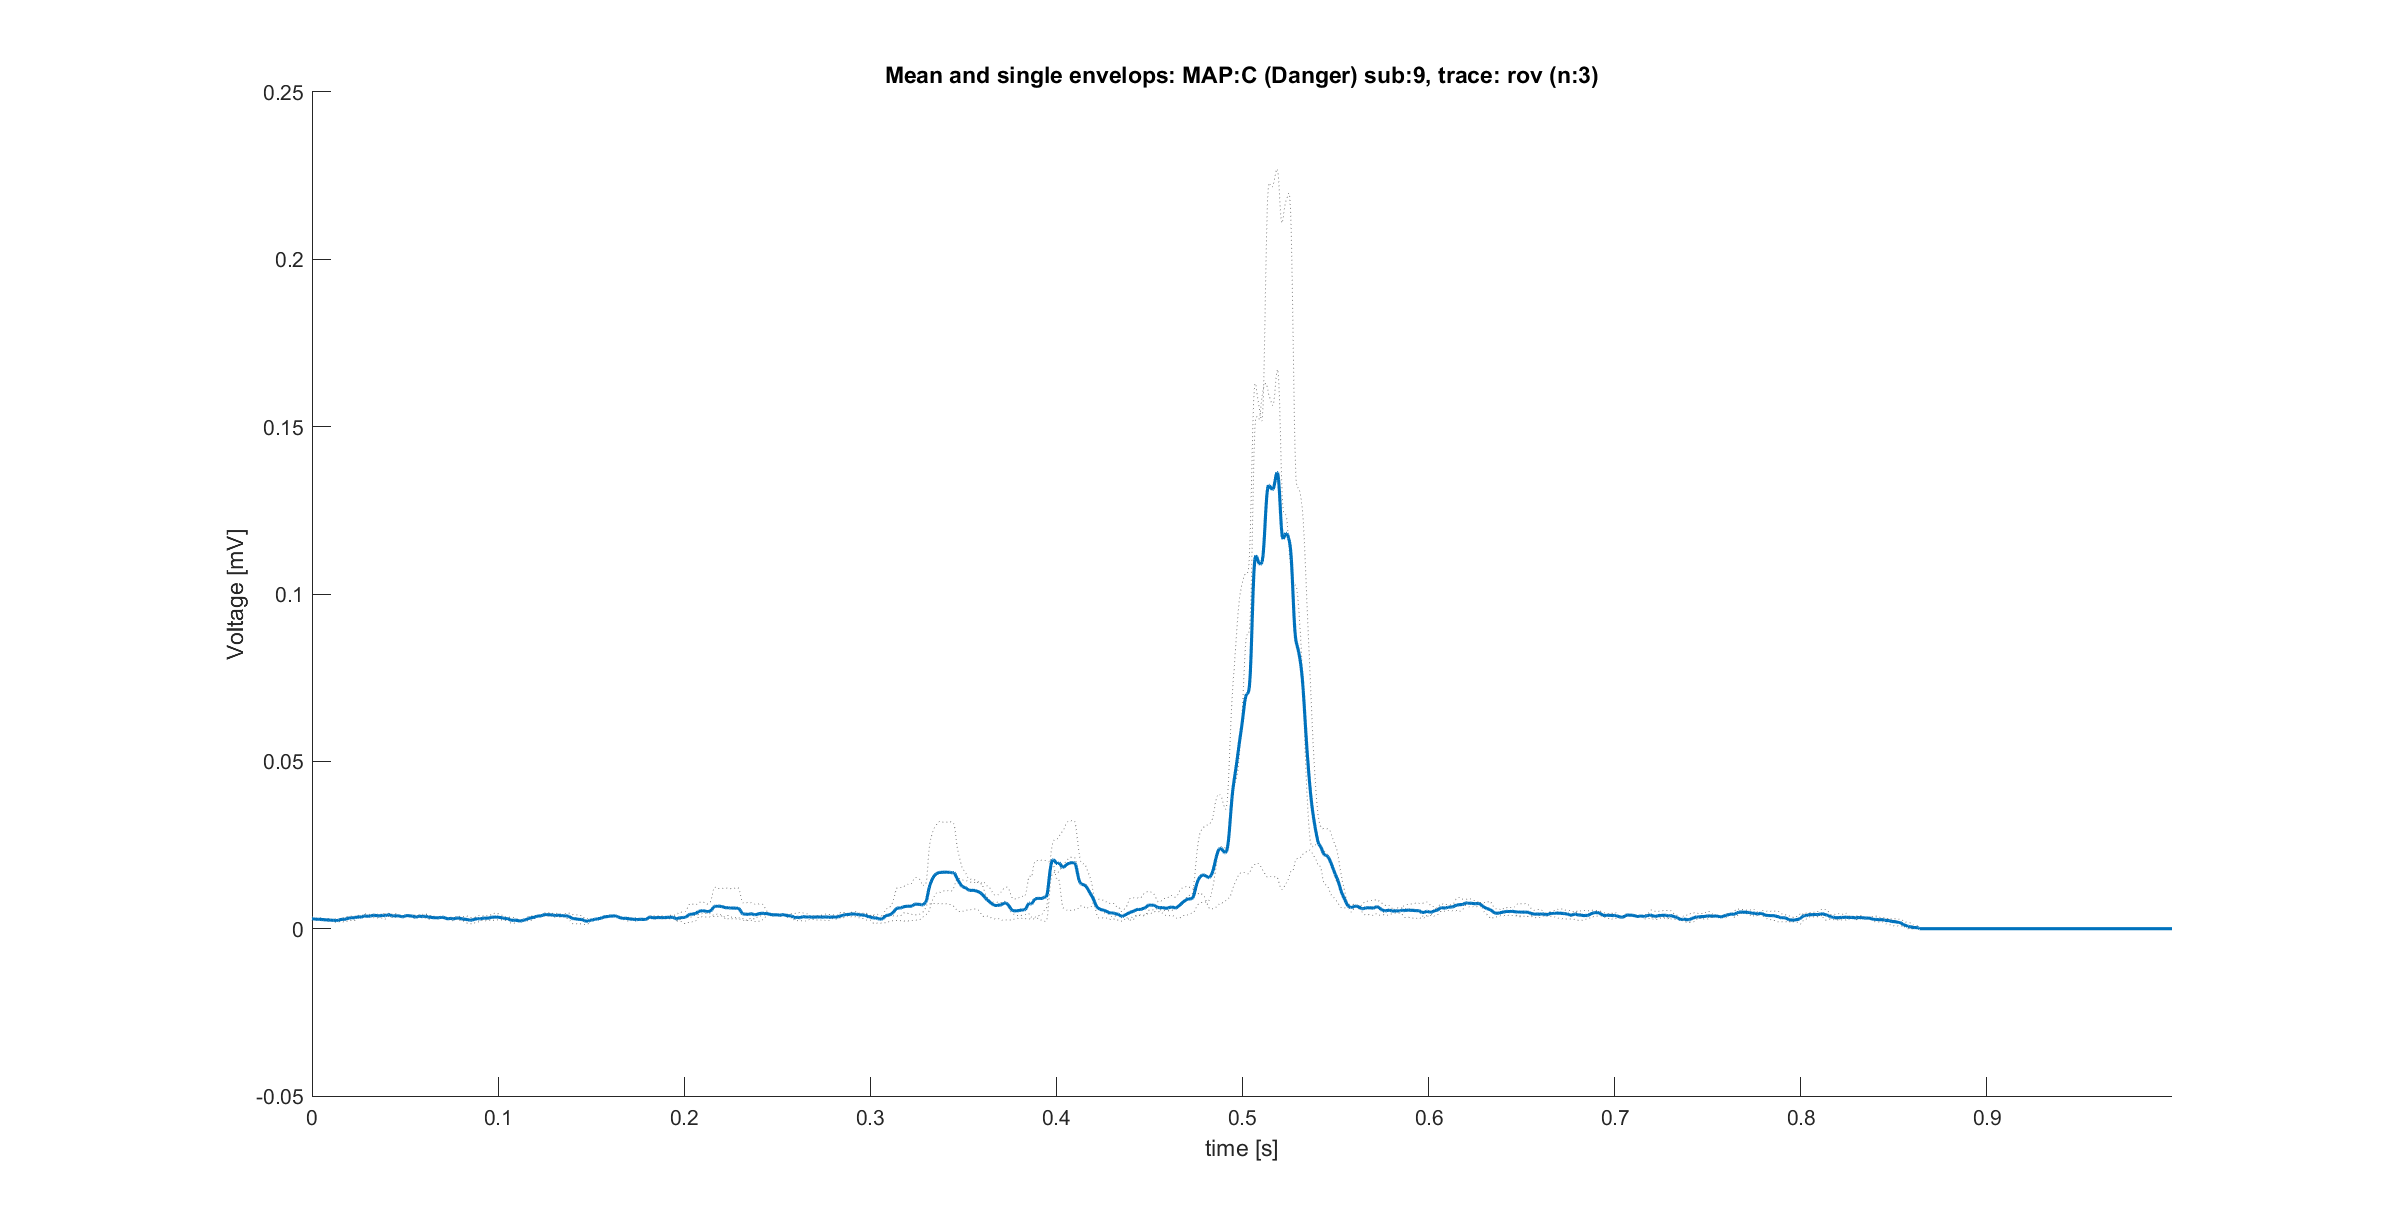 Mean and single envelops: MAP:C (Danger) sub:9, trace: rov (n:3)
0.25
0.2
0.15
0.1
0.05
0
-0.05
Voltage [mV]
0 0.1 0.2 0.3 0.4 0.5 0.6 0.7 0.8 0.9
time [s]